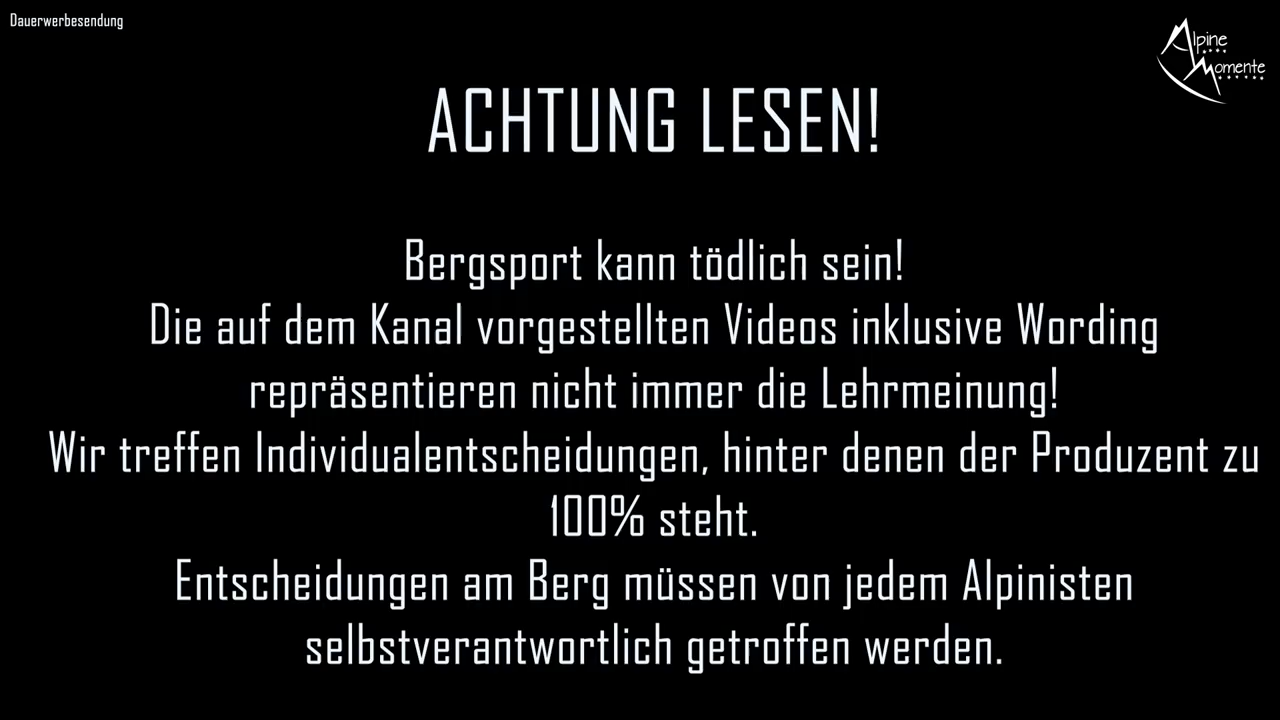 Dauerwerbesendung
Alpine
Momente
ACHTUNG LESEN!
Bergsport kann tödlich sein!
Die auf dem Kanal vorgestellten Videos inklusive Wording
repräsentieren nicht immer die Lehrmeinung!
Wir treffen Individualentscheidungen, hinter denen der Produzent zu
100% steht.
Entscheidungen am Berg müssen von jedem Alpinisten
selbstverantwortlich getroffen werden.